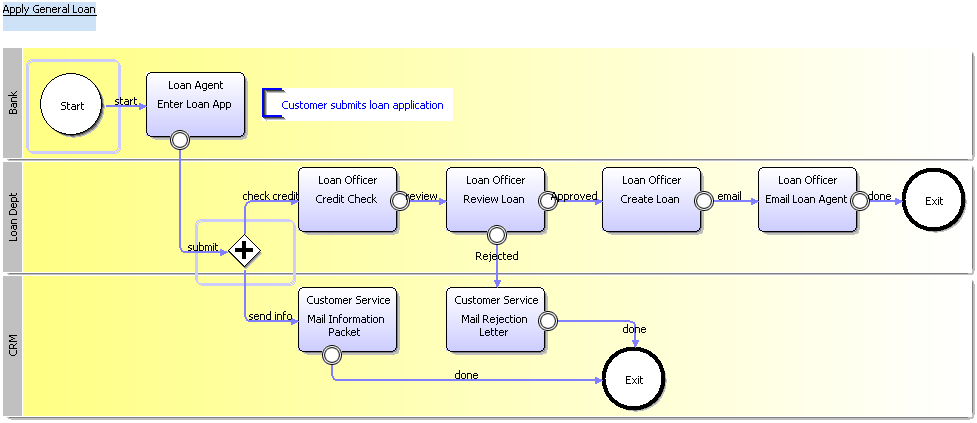 Apply General Loan
Bank
Start
start
Loan Agent
Enter Loan App
Customer submits loan application
Loan Dept
submit
check credit
Loan Officer
Credit Check
review
Loan Officer
Review Loan
Approved
Loan Officer
Create Loan
email
Loan Officer
Email Loan Agent
done
Exit
Rejected
CRM
send info
Customer Service
Mail Information
Packet
done
Customer Service
Mail Rejection
Letter
done
Exit